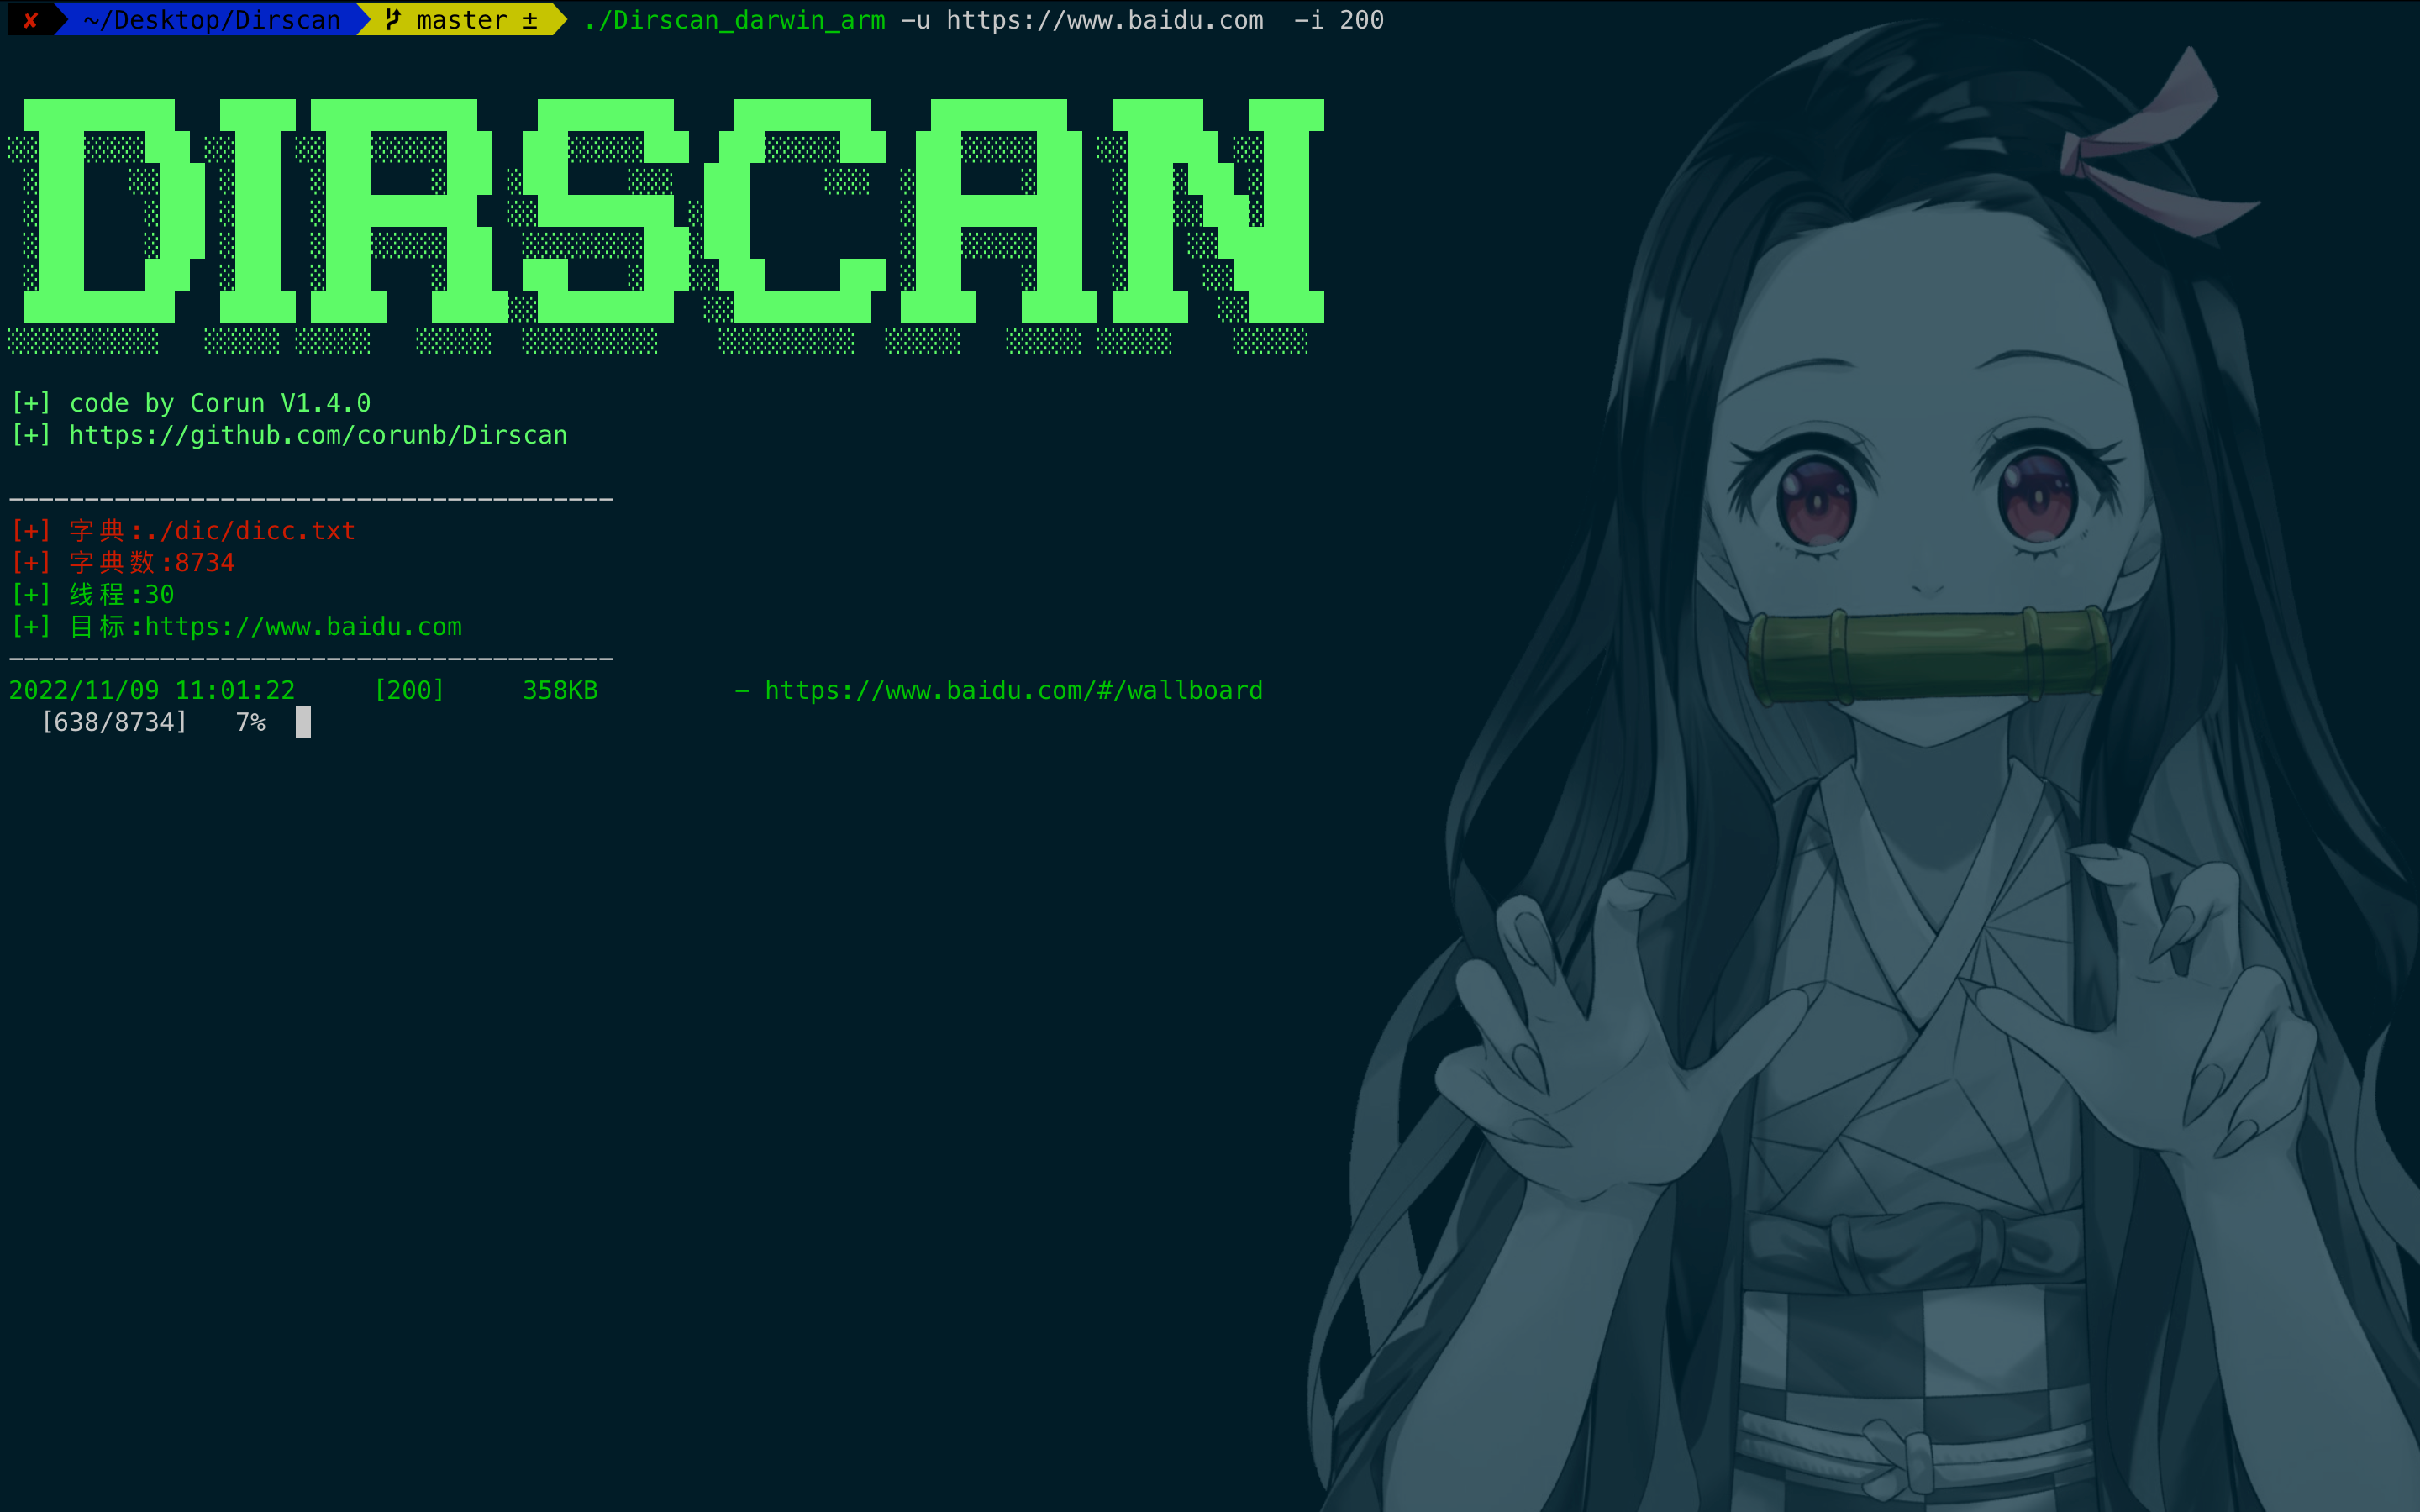 ✘ ~/Desktop/Dirscan master ± ./Dirscan_darwin_arm -u https://www.baidu.com -i 200
DIRSCAN
[+] code by Corun V1.4.0
[+] https://github.com/corunb/Dirscan
----------------------------------------
[+] 字典:./dic/dicc.txt
[+] 字典数:8734
[+] 线程:30
[+] 目标:https://www.baidu.com
----------------------------------------
2022/11/09 11:01:22 [200] 358KB - https://www.baidu.com/#/wallboard
[638/8734] 7%